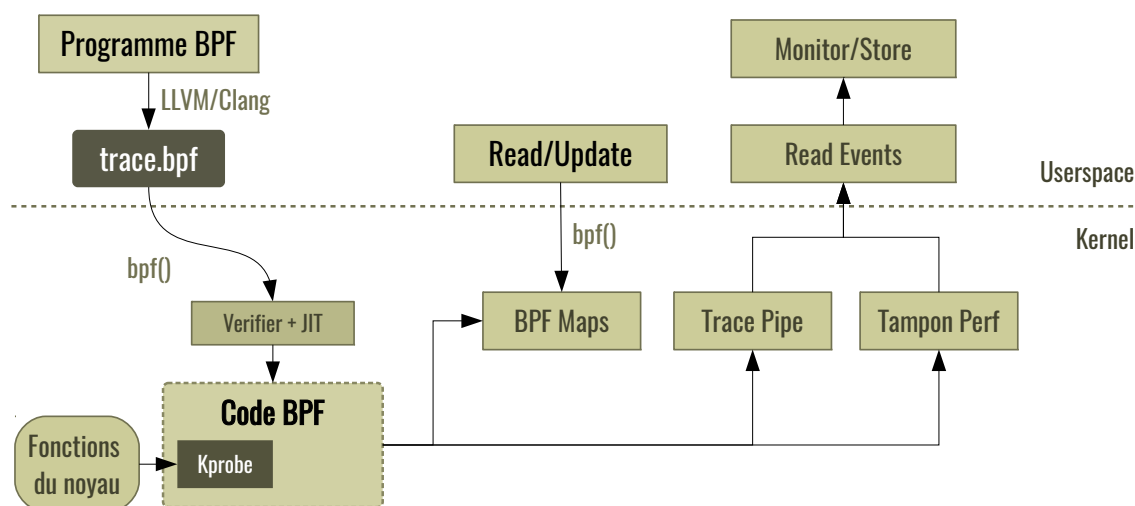 Programme BPF
LLVM/Clang
trace.bpf
bpf()
Verifier + JIT
Code BPF
Kprobe
Fonctions
du noyau
Read/Update
bpf()
BPF Maps
Monitor/Store
Read Events
Trace Pipe
Tampon Perf
Userspace
Kernel